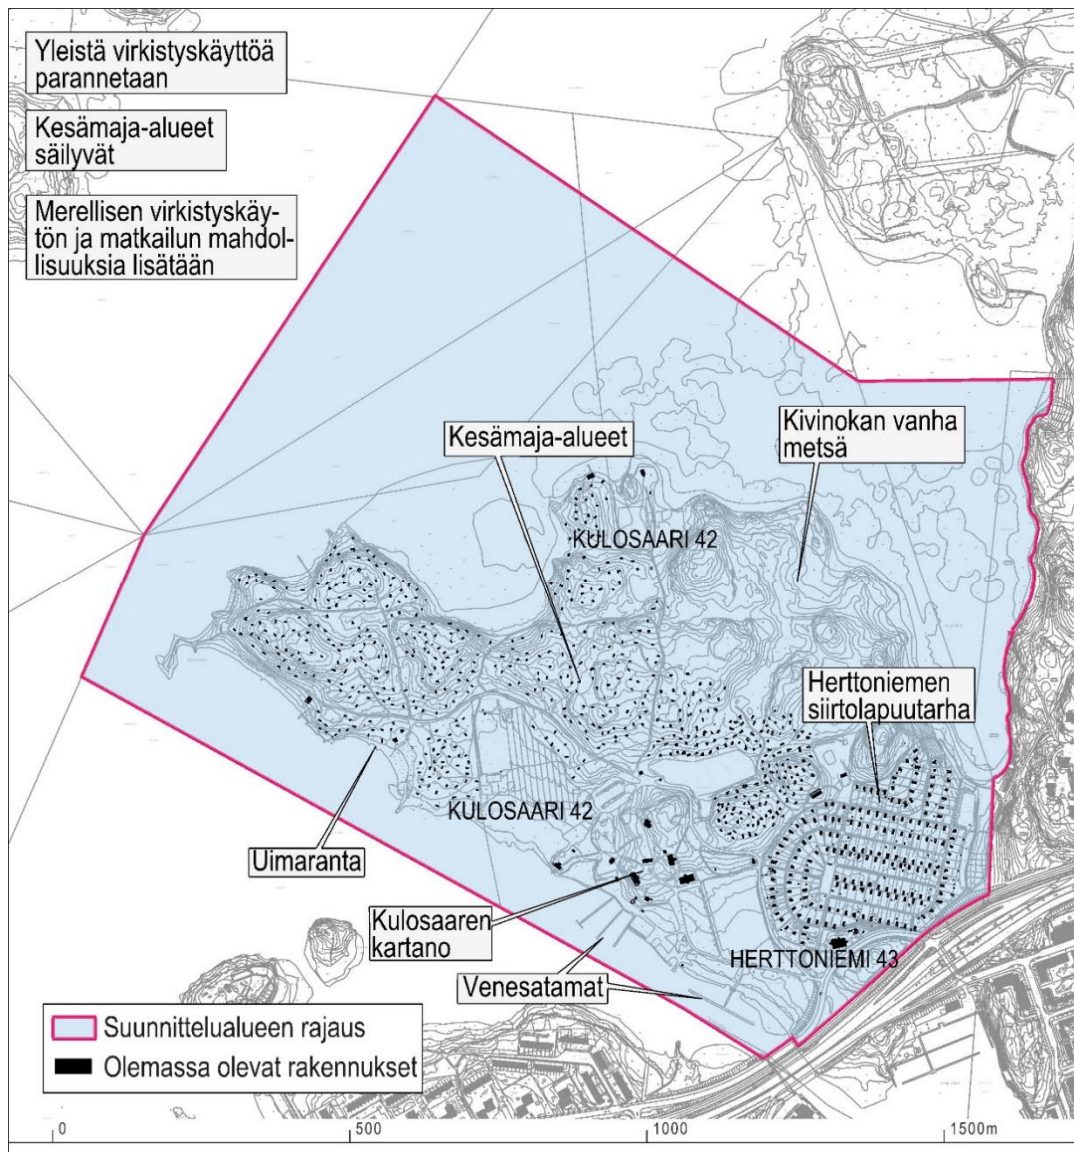 Yleistä virkistyskäyttöä
parannetaan
Kesämaja-alueet
säilyvät
Merellisen virkistyskäy-
tön ja matkailun mahdol-
lisuuksia lisätään
Kesämaja-alueet
Kivinokan vanha
metsä
KULOSAARI 42
Herttoniemen
siirtolapuutarha
KULOSAARI 42
Uimaranta
Kulosaaren
kartano
HERTTONIEMI 43
Venesatamat
Suunnittelualueen rajaus
Olemassa olevat rakennukset
0 500 1000 1500m